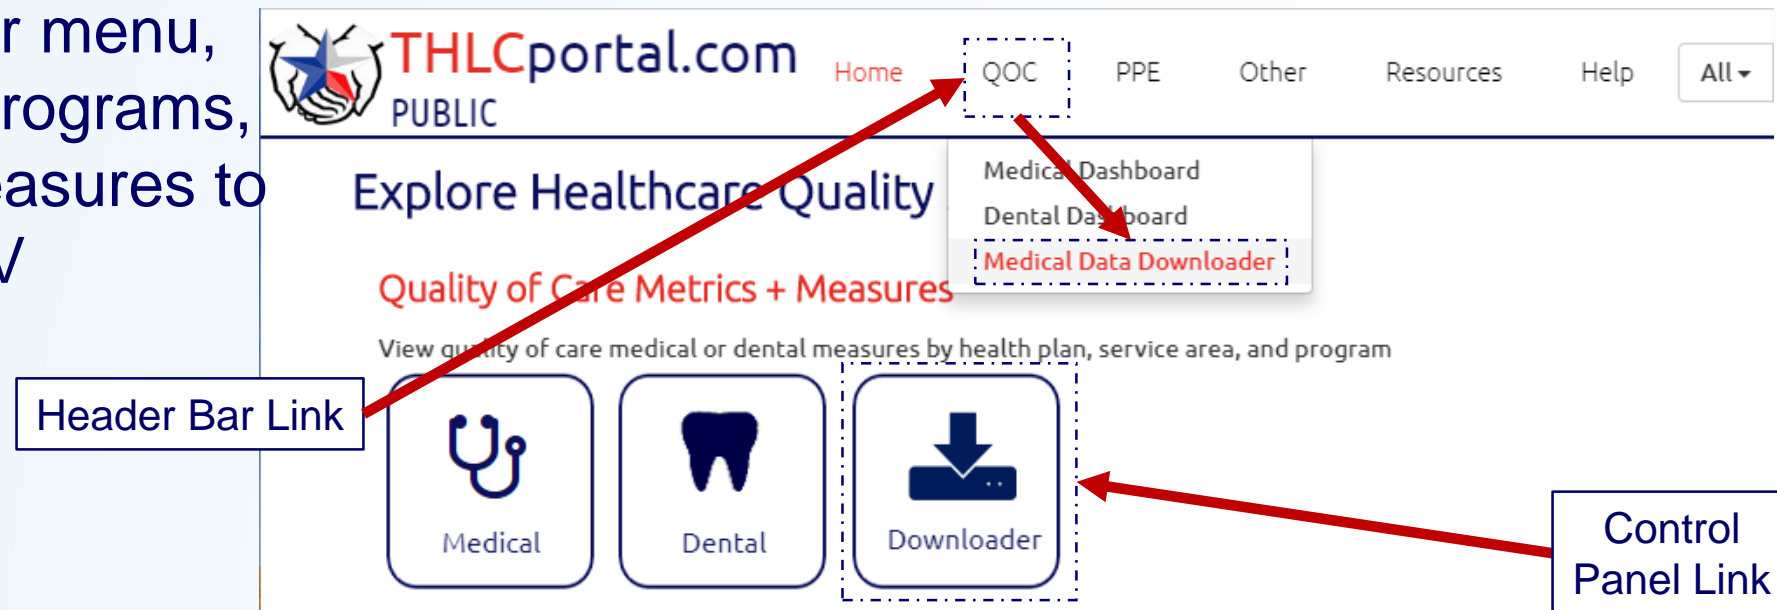 r menu,
rograms,
easures to
V
THLCportal.com
PUBLIC
Home QOC PPE Other Resources Help All
Explore Healthcare Quality
Medical Dashboard
Dental Dashboard
Medical Data Downloader
Quality of Care Metrics + Measures
View quality of care medical or dental measures by health plan, service area, and program
Header Bar Link
Medical
Dental
Downloader
Control
Panel Link